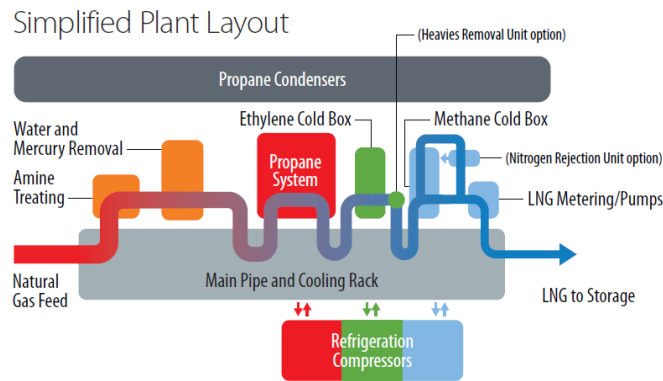 Simplified Plant Layout
(Heavies Removal Unit option)
Propane Condensers
Water and
Mercury Removal
Ethylene Cold Box
Methane Cold Box
Amine
Treating
Propane
System
(Nitrogen Rejection Unit option)
LNG Metering/Pumps
Natural
Gas Feed
Main Pipe and Cooling Rack
LNG to Storage
Refrigeration
Compressors